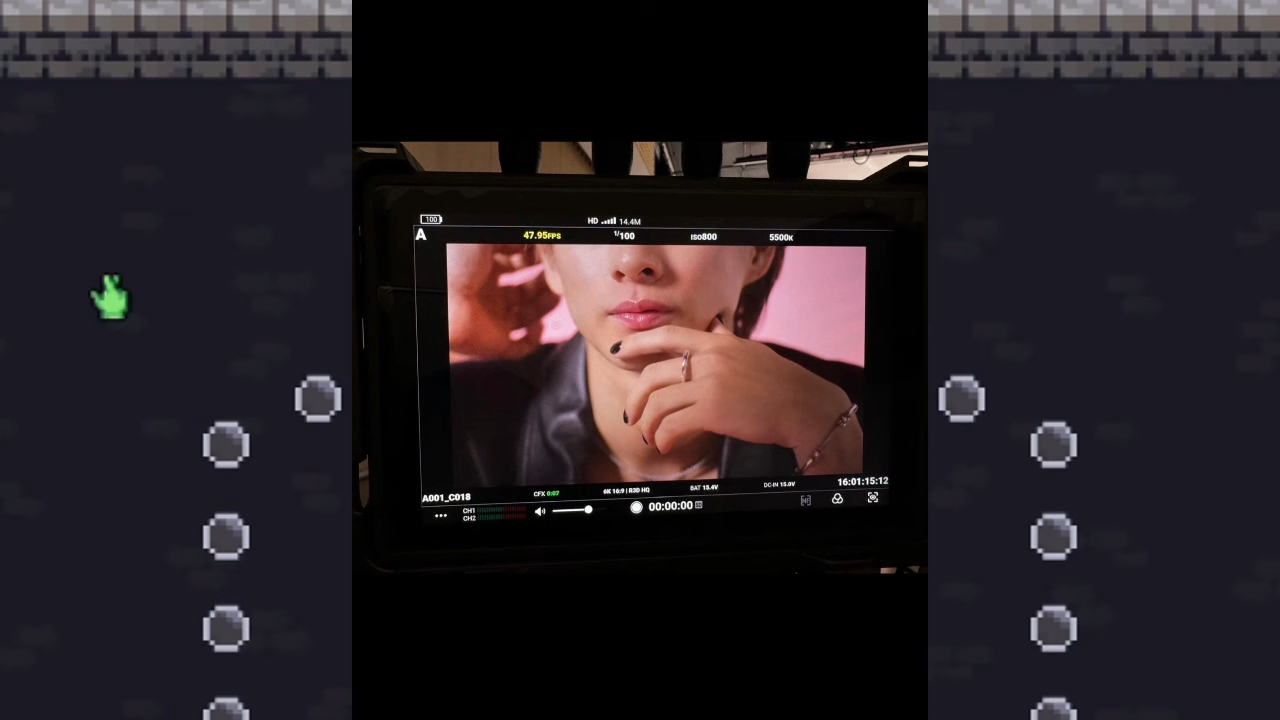 100
HD 14.4M
A 47.95FPS 1/100 ISO800 5500K
A001_C018 CFX 0:07 6K 16:9 | R3D HQ BAT 15.4V DC-IN 15.0V 16:01:15:12
CH1
CH2
00:00:00